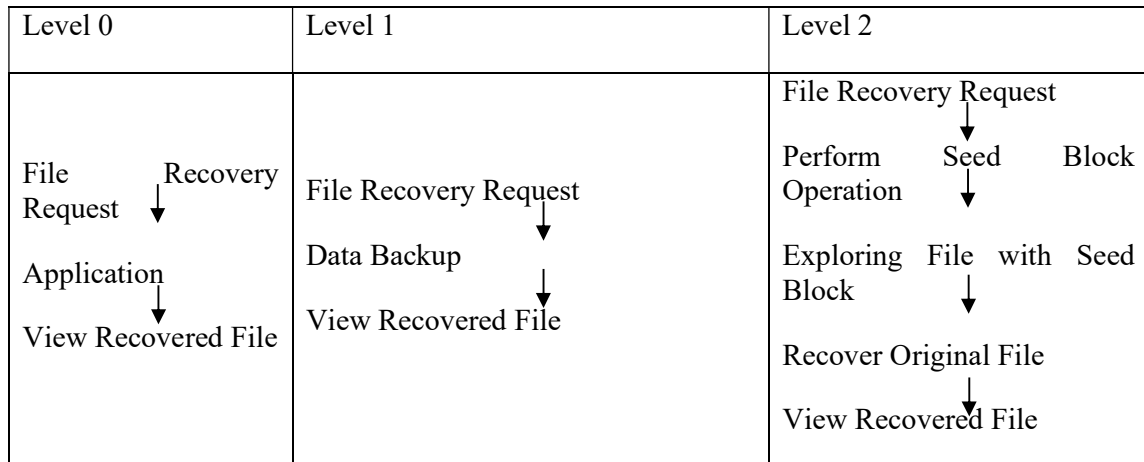 Level 0
Level 1
Level 2
File Recovery
Request
Application
View Recovered File
File Recovery Request
Data Backup
View Recovered File
File Recovery Request
Perform Seed Block
Operation
Exploring File with Seed
Block
Recover Original File
View Recovered File